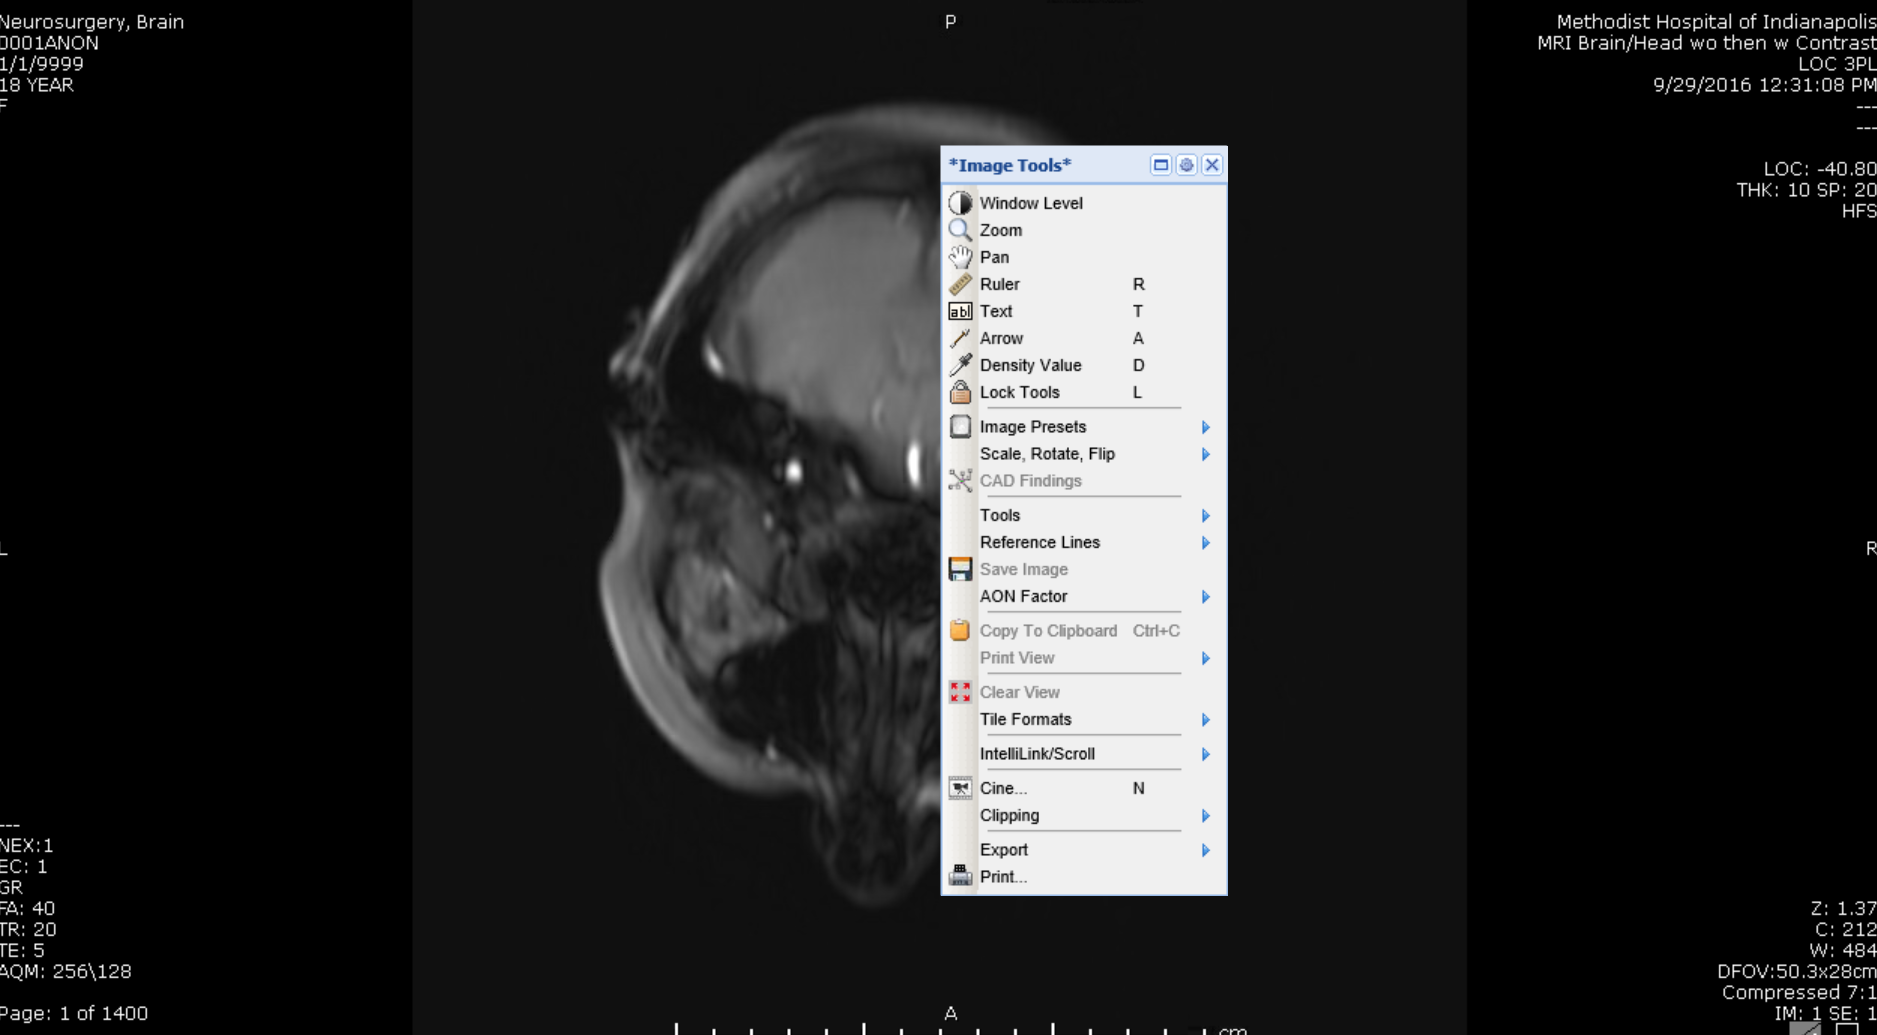 Neurosurgery, Brain
0001ANON
1/1/9999
18 YEAR
F
P
Methodist Hospital of Indianapolis
MRI Brain/Head wo then w Contrast
LOC 3PL
9/29/2016 12:31:08 PM
---
---
LOC: -40.80
THK: 10 SP: 20
HFS
*Image Tools*
Window Level
Zoom
Pan
Ruler R
abl Text T
Arrow A
Density Value D
Lock Tools L
Image Presets
Scale, Rotate, Flip
CAD Findings
Tools
Reference Lines
Save Image
AON Factor
Copy To Clipboard Ctrl+C
Print View
Clear View
Tile Formats
IntelliLink/Scroll
Cine... N
Clipping
Export
Print...
L
R
---
NEX:1
EC: 1
GR
FA: 40
TR: 20
TE: 5
AQM: 256\128
Page: 1 of 1400
A
cm
Z: 1.37
C: 212
W: 484
DFOV:50.3x28cm
Compressed 7:1
IM: 1 SE: 1